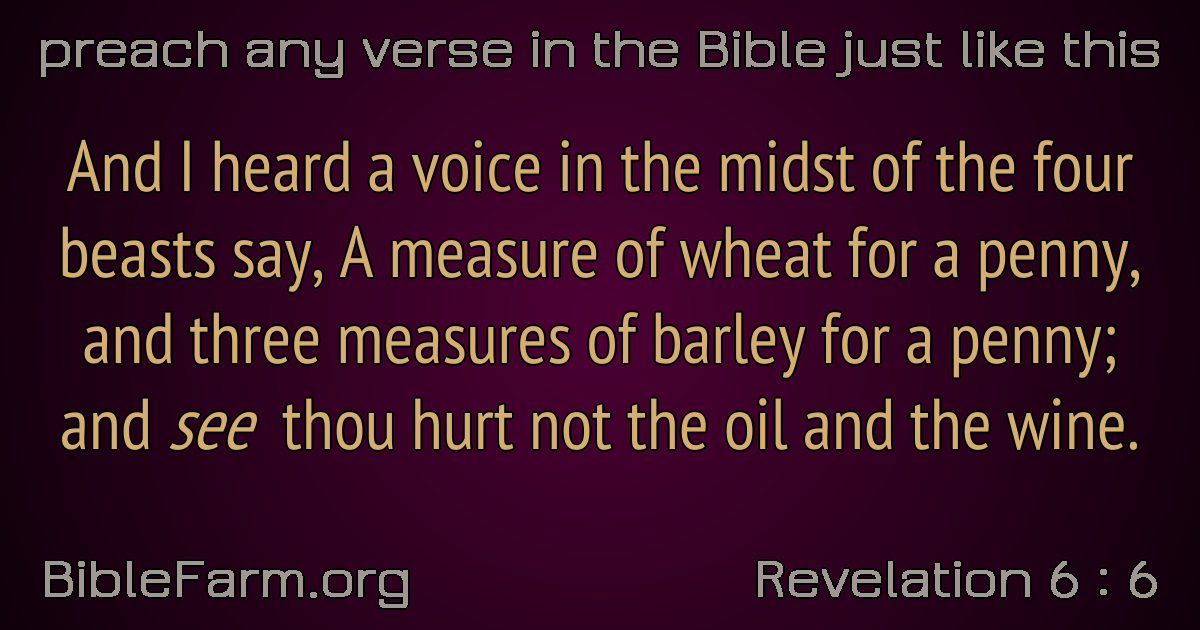 preach any verse in the Bible just like this
And I heard a voice in the midst of the four
beasts say, A measure of wheat for a penny,
and three measures of barley for a penny;
and see thou hurt not the oil and the wine.
BibleFarm.org
Revelation 6 : 6